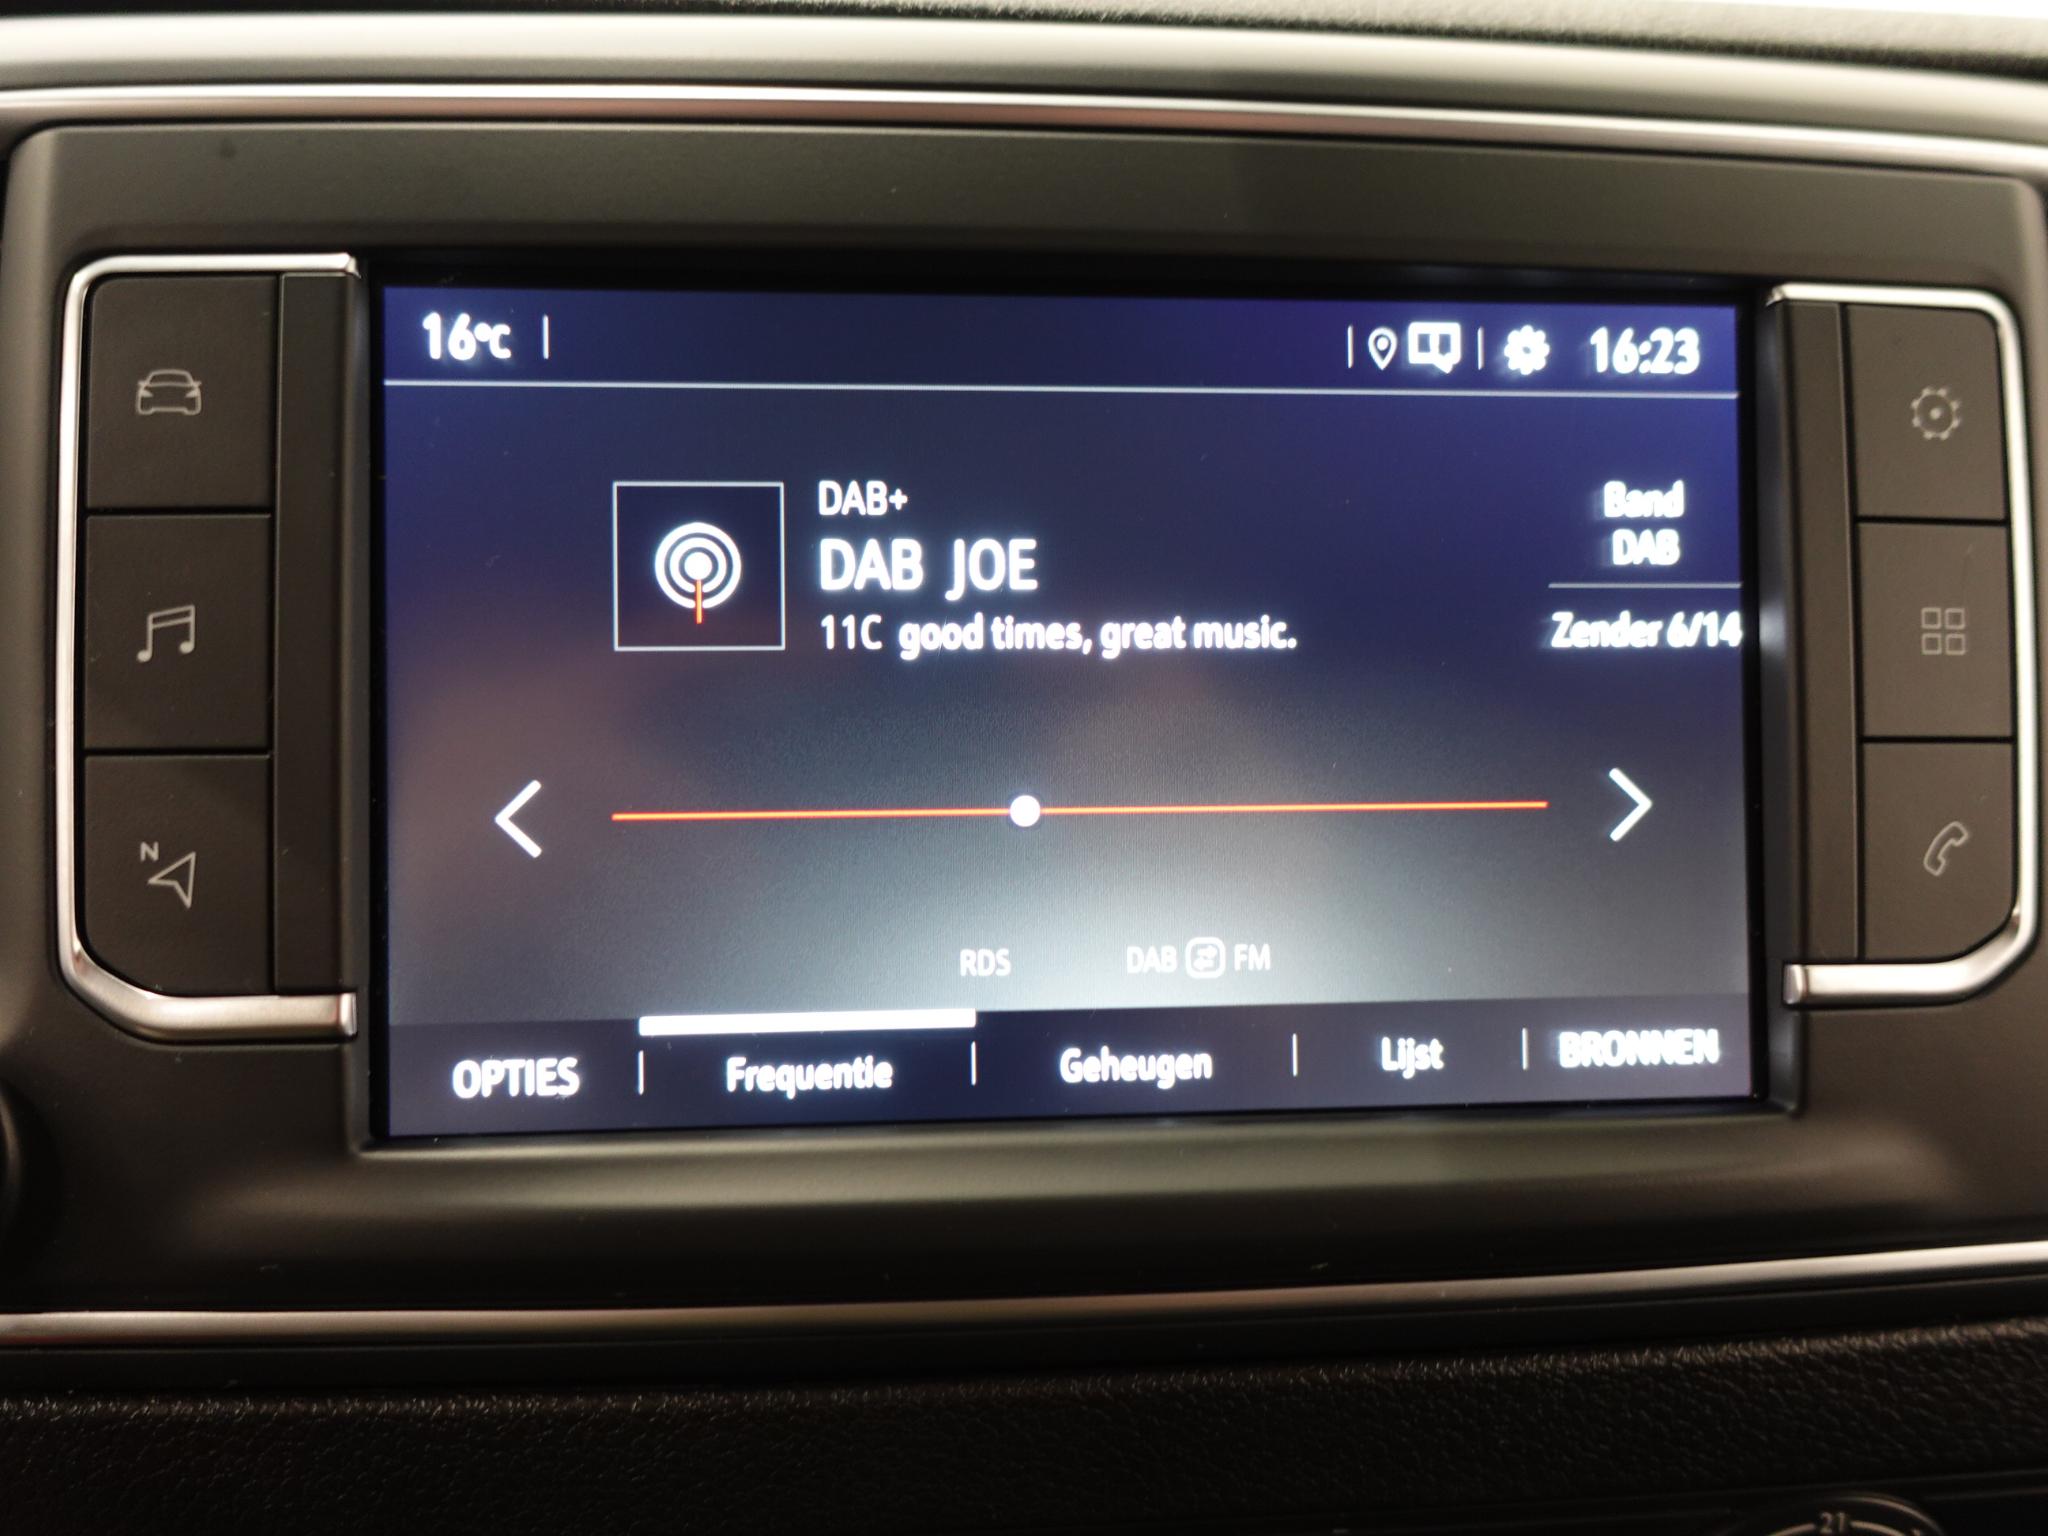 16°C
16:23
DAB+
DAB JOE
11C good times, great music.
Band
DAB
Zender 6/14
N
RDS
DAB FM
OPTIES
Frequentie
Geheugen
Lijst
BRONNEN
21